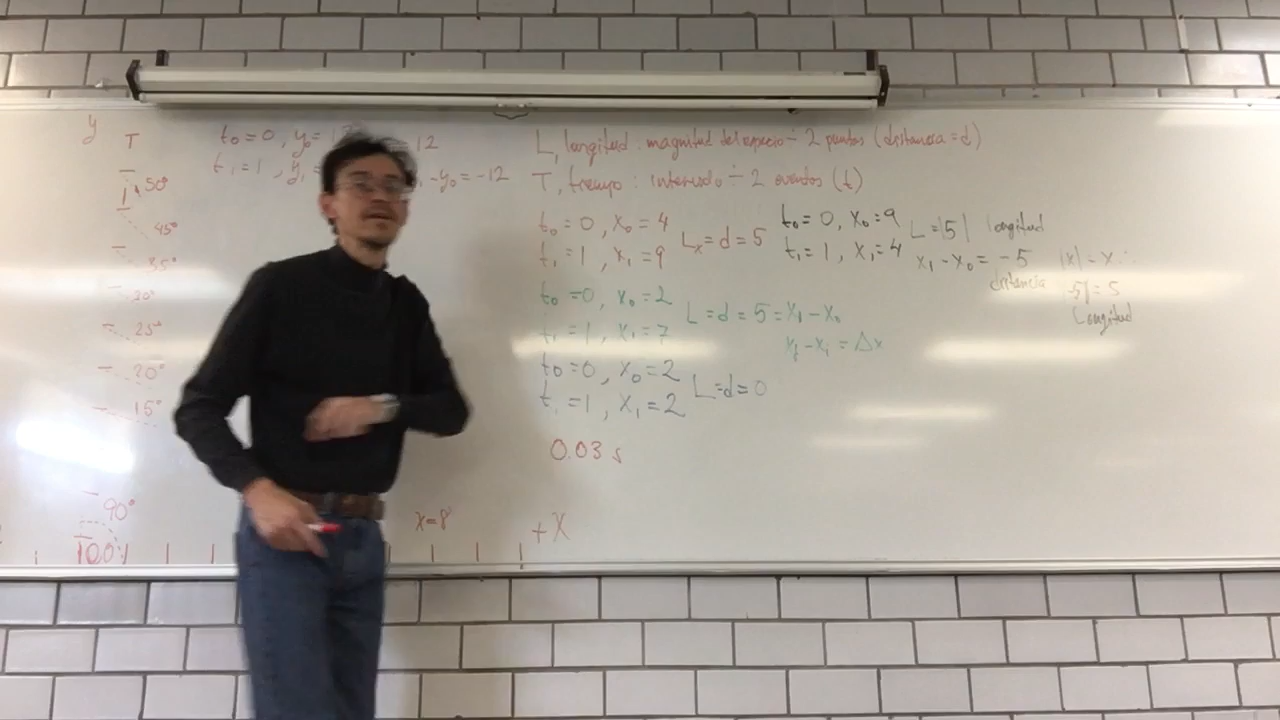 y
T
50°
45°
35°
30°
25°
20°
15°
90°
(0,0)
t₀ = 0 , y₀ = 12
t₁ = 1 , y₁ - y₀ = -12
L, longitud: magnitud del espacio ÷ 2 puntos (distancia = d)
T, tiempo: intervalo ÷ 2 eventos (t)
t₀ = 0 , x₀ = 4
t₁ = 1 , x₁ = 9
Lₓ = d = 5
t₀ = 0, x₀ = 9
t₁ = 1, x₁ = 4
L = |5| longitud
x₁ - x₀ = -5
distancia
|x| = x
|-5| = 5
Longitud
t₀ = 0, x₀ = 2
t₁ = 1 , x₁ = 7
L = d = 5 = x₁ - x₀
x_f - x_i = Δx
t₀ = 0 , x₀ = 2
t₁ = 1 , x₁ = 2
L = d = 0
0.03 s
x = 8
+X